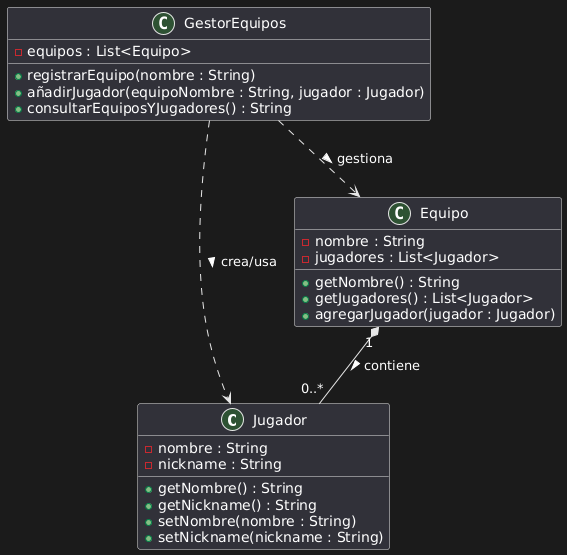 C GestorEquipos
equipos : List<Equipo>
registrarEquipo(nombre : String)
añadirJugador(equipoNombre : String, jugador : Jugador)
consultarEquiposYJugadores() : String
gestiona
C Equipo
nombre : String
jugadores : List<Jugador>
getNombre() : String
getJugadores() : List<Jugador>
agregarJugador(jugador : Jugador)
crea/usa
1
contiene
0..*
C Jugador
nombre : String
nickname : String
getNombre() : String
getNickname() : String
setNombre(nombre : String)
setNickname(nickname : String)